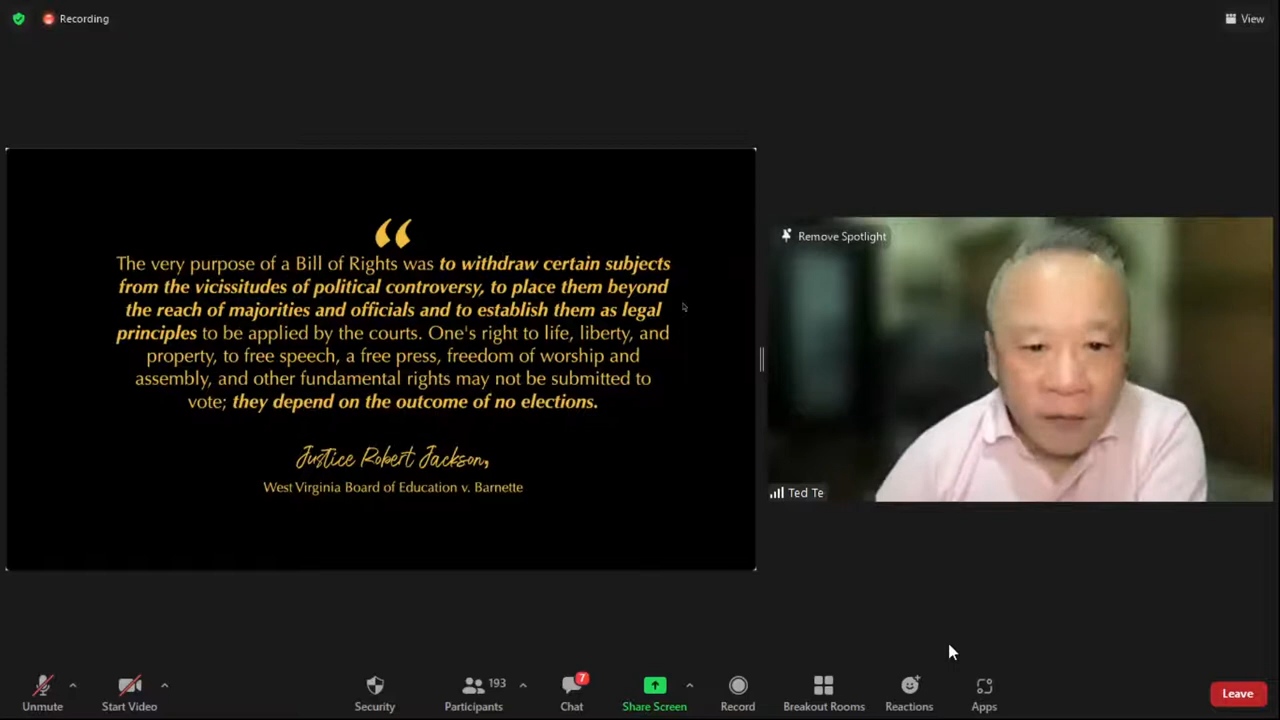 Recording
View
“
The very purpose of a Bill of Rights was to withdraw certain subjects
from the vicissitudes of political controversy, to place them beyond
the reach of majorities and officials and to establish them as legal
principles to be applied by the courts. One's right to life, liberty, and
property, to free speech, a free press, freedom of worship and
assembly, and other fundamental rights may not be submitted to
vote; they depend on the outcome of no elections.
Justice Robert Jackson,
West Virginia Board of Education v. Barnette
Remove Spotlight
Ted Te
Unmute
Start Video
Security
193
Participants
7
Chat
Share Screen
Record
Breakout Rooms
Reactions
Apps
Leave